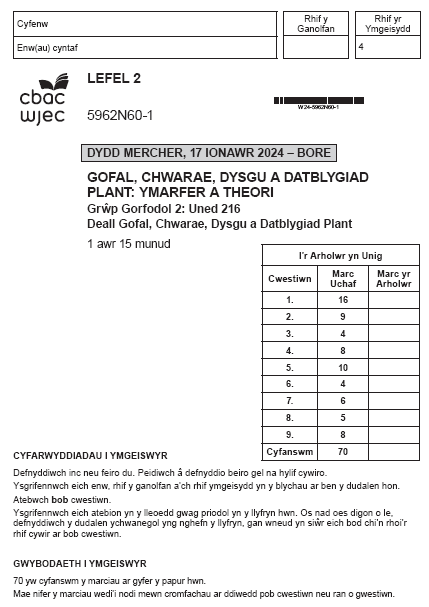 Cyfenw
Rhif y
Ganolfan
Rhif yr
Ymgeisydd
Enw(au) cyntaf
4
cbac
wjec
LEFEL 2
5962N60-1
W24-5962N60-1
DYDD MERCHER, 17 IONAWR 2024 – BORE
GOFAL, CHWARAE, DYSGU A DATBLYGIAD
PLANT: YMARFER A THEORI
Grŵp Gorfodol 2: Uned 216
Deall Gofal, Chwarae, Dysgu a Datblygiad Plant
1 awr 15 munud
I'r Arholwr yn Unig
Cwestiwn
Marc
Uchaf
Marc yr
Arholwr
1. 16
2. 9
3. 4
4. 8
5. 10
6. 4
7. 6
8. 5
9. 8
Cyfanswm 70
CYFARWYDDIADAU I YMGEISWYR
Defnyddiwch inc neu feiro du. Peidiwch â defnyddio beiro gel na hylif cywiro.
Ysgrifennwch eich enw, rhif y ganolfan a'ch rhif ymgeisydd yn y blychau ar ben y dudalen hon.
Atebwch bob cwestiwn.
Ysgrifennwch eich atebion yn y lleoedd gwag priodol yn y llyfryn hwn. Os nad oes digon o le,
defnyddiwch y dudalen ychwanegol yng nghefn y llyfryn, gan wneud yn siŵr eich bod chi'n rhoi'r
rhif cywir ar bob cwestiwn.
GWYBODAETH I YMGEISWYR
70 yw cyfanswm y marciau ar gyfer y papur hwn.
Mae nifer y marciau wedi'i nodi mewn cromfachau ar ddiwedd pob cwestiwn neu ran o gwestiwn.